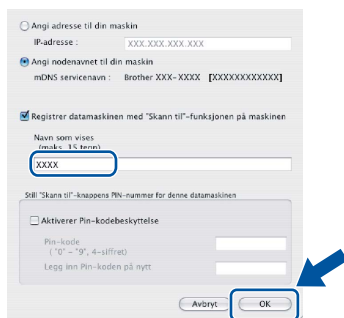 Angi adresse til din maskin
IP-adresse : XXX.XXX.XXX.XXX
Angi nodenavnet til din maskin
mDNS servicenavn : Brother XXX-XXXX [XXXXXXXXXXXX]
Registrer datamaskinen med "Skann til"-funksjonen på maskinen
Navn som vises
(maks. 15 tegn)
XXXX
Still "Skann til"-knappens PIN-nummer for denne datamaskinen
Aktiverer Pin-kodebeskyttelse
Pin-kode
( "0" - "9", 4-siffret)
Legg inn Pin-koden på nytt
Avbryt OK